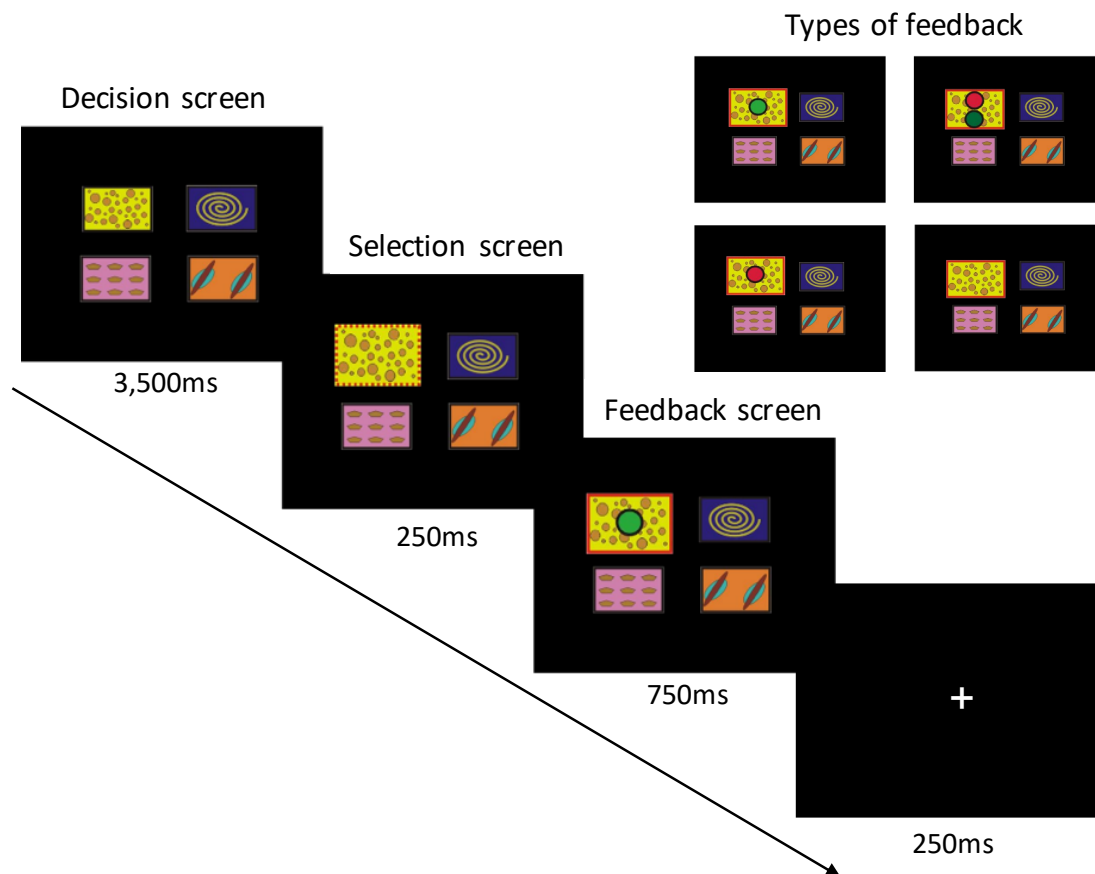 Types of feedback
Decision screen
Selection screen
3,500ms
Feedback screen
250ms
750ms
+
250ms